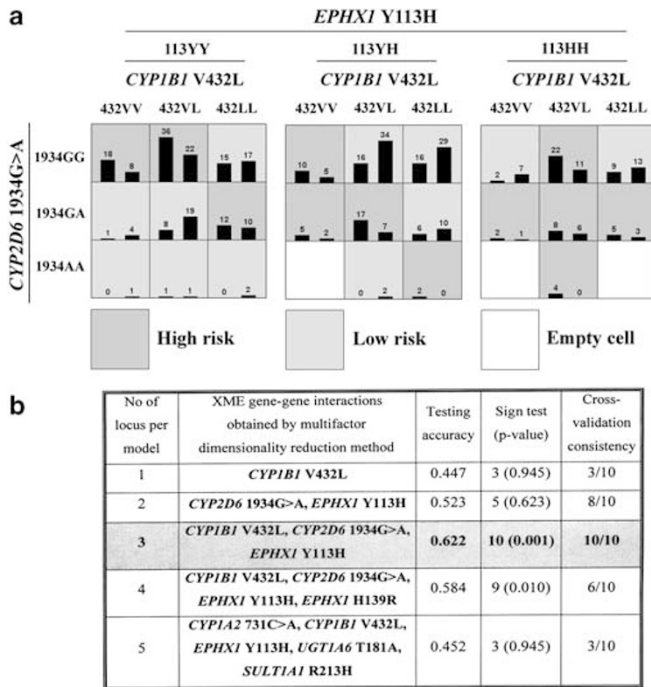 a
EPHX1 Y113H
113YY 113YH 113HH
CYP1B1 V432L CYP1B1 V432L CYP1B1 V432L
432VV 432VL 432LL 432VV 432VL 432LL 432VV 432VL 432LL
CYP2D6 1934G>A
1934GG 18 8 36 22 15 17 10 5 16 34 16 29 2 7 22 11 9 13
1934GA 1 4 8 19 12 10 5 2 17 7 6 10 2 1 8 6 5 3
1934AA 0 1 1 1 0 2 0 2 2 0 4 0
High risk Low risk Empty cell
b
No of locus per model
XME gene-gene interactions obtained by multifactor dimensionality reduction method
Testing accuracy
Sign test (p-value)
Cross-validation consistency
1 CYP1B1 V432L 0.447 3 (0.945) 3/10
2 CYP2D6 1934G>A, EPHX1 Y113H 0.523 5 (0.623) 8/10
3 CYP1B1 V432L, CYP2D6 1934G>A, EPHX1 Y113H 0.622 10 (0.001) 10/10
4 CYP1B1 V432L, CYP2D6 1934G>A, EPHX1 Y113H, EPHX1 H139R 0.584 9 (0.010) 6/10
5 CYP1A2 731C>A, CYP1B1 V432L, EPHX1 Y113H, UGT1A6 T181A, SULT1A1 R213H 0.452 3 (0.945) 3/10